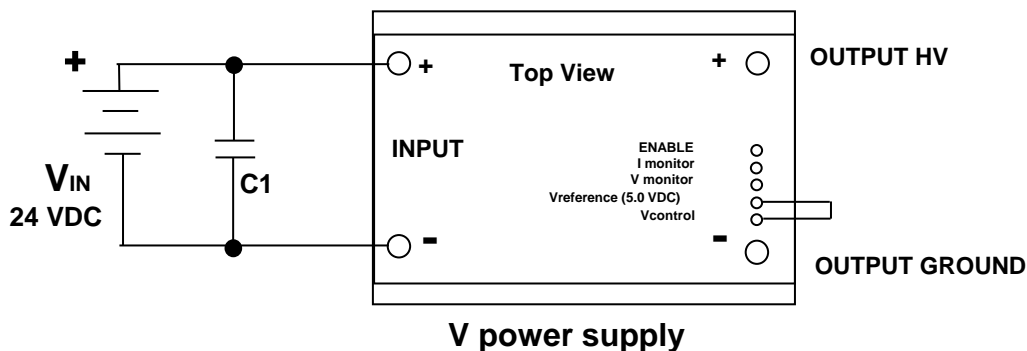 +
VIN
24 VDC
C1
+
-
INPUT
Top View
+
-
ENABLE
I monitor
V monitor
Vreference (5.0 VDC)
Vcontrol
OUTPUT HV
OUTPUT GROUND
V power supply